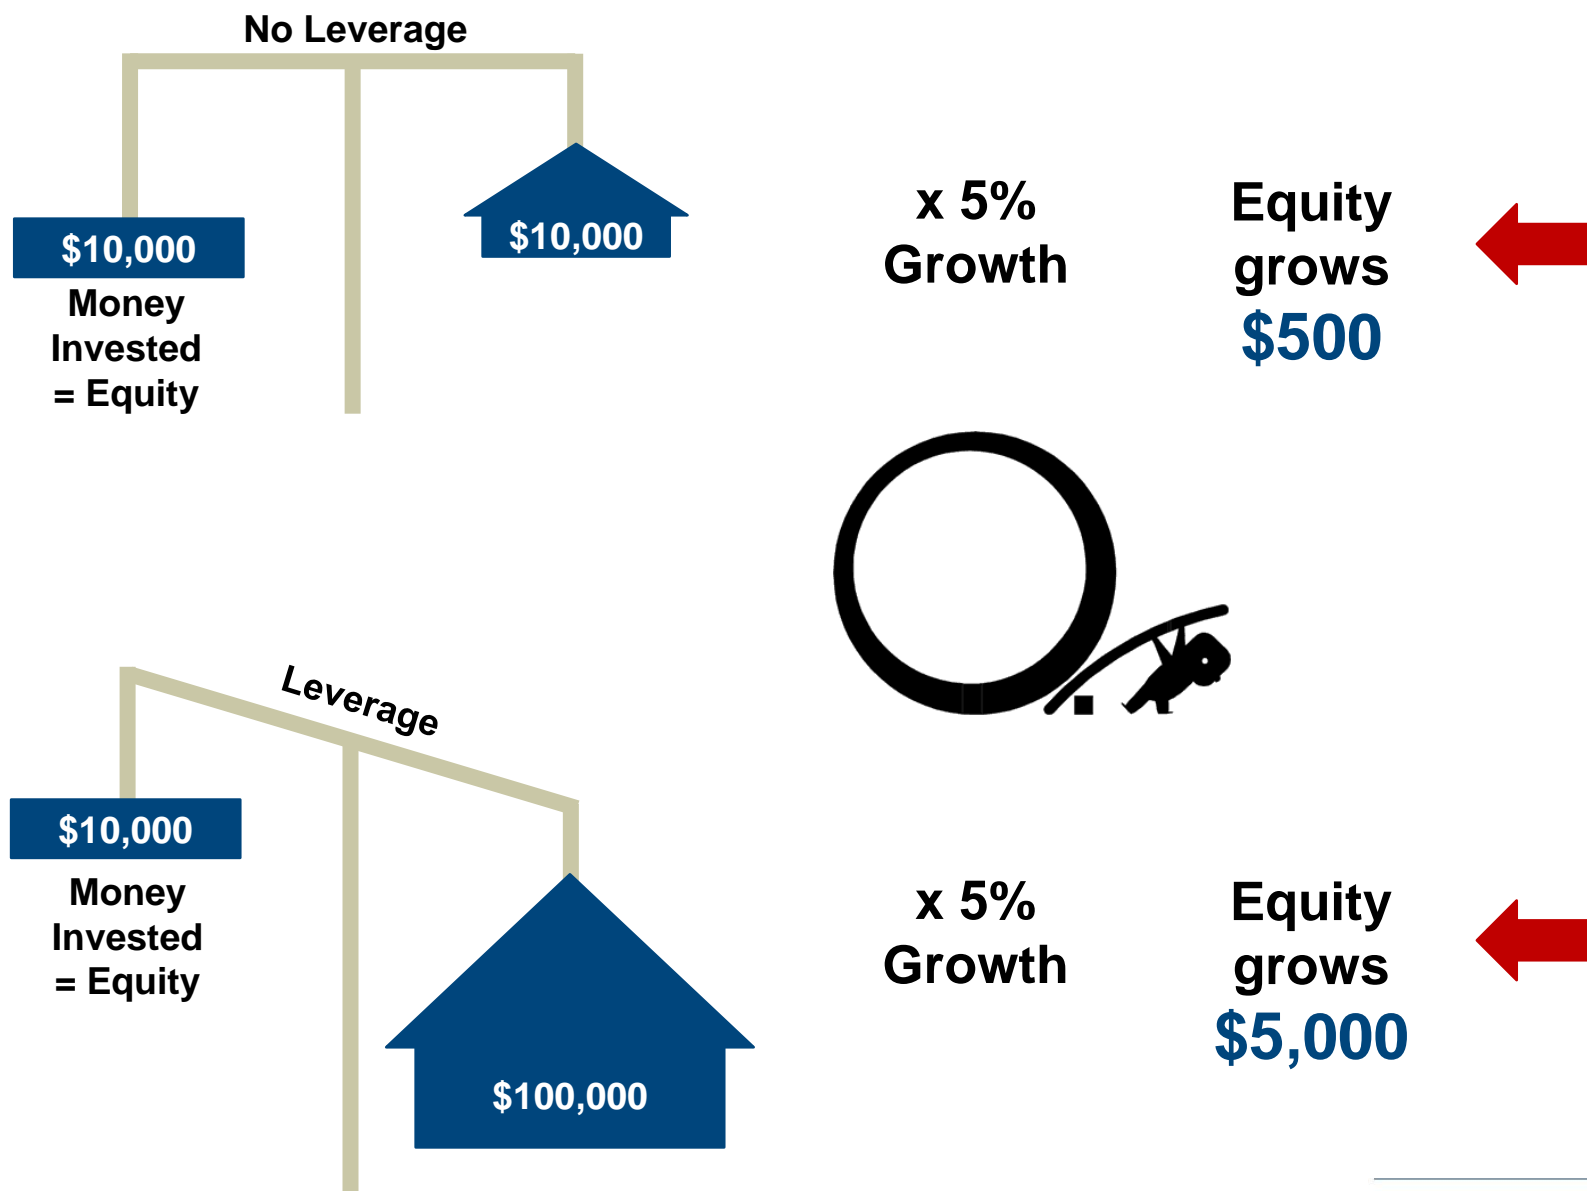 No Leverage
$10,000
$10,000
Money
Invested
= Equity
x 5%
Growth
Equity
grows
$500
Leverage
$10,000
Money
Invested
= Equity
$100,000
x 5%
Growth
Equity
grows
$5,000